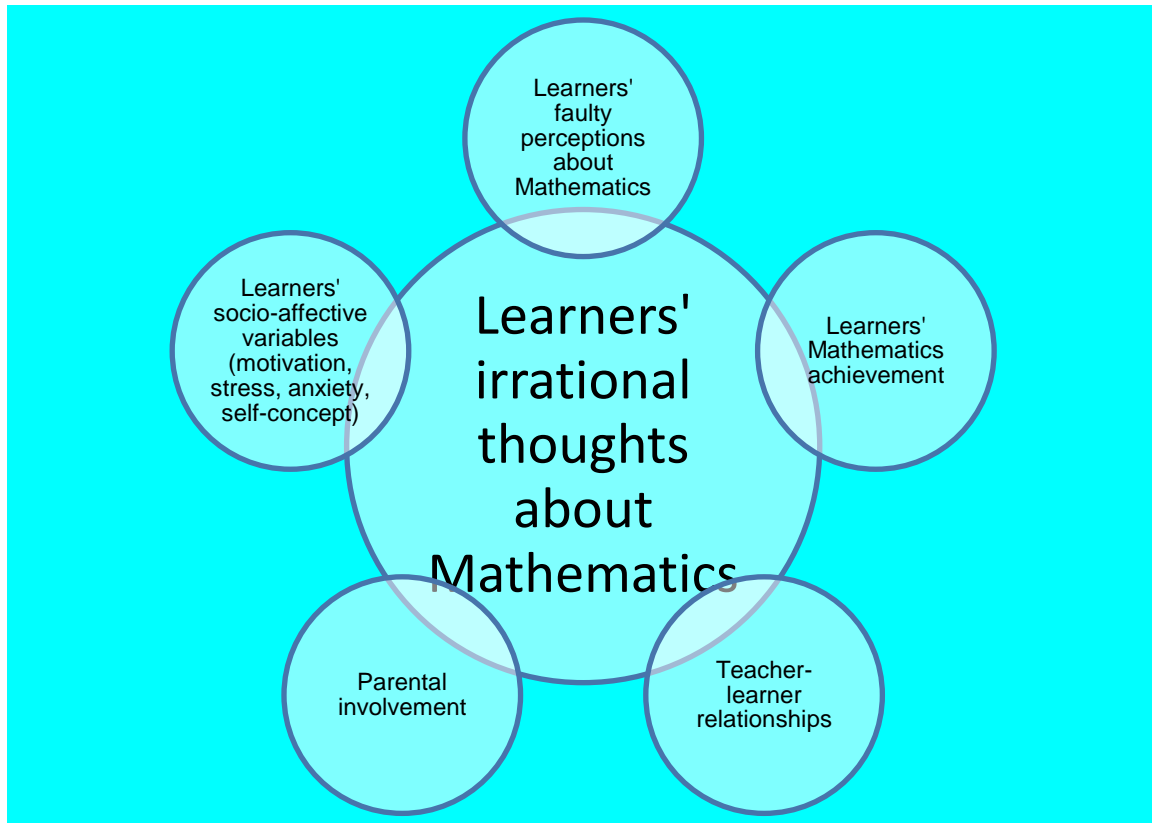 Learners'
faulty
perceptions
about
Mathematics
Learners'
socio-affective
variables
(motivation,
stress, anxiety,
self-concept)
Learners'
irrational
thoughts
about
Mathematics
Learners'
Mathematics
achievement
Parental
involvement
Teacher-
learner
relationships